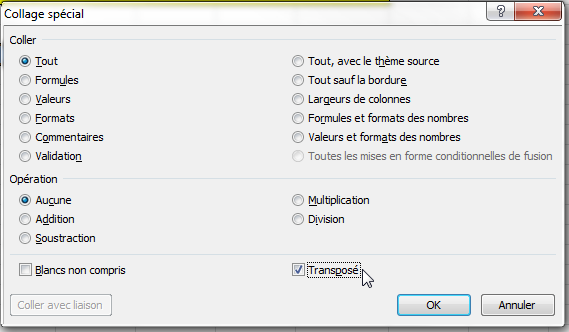 Collage spécial
Coller
Tout
Tout, avec le thème source
Formules
Tout sauf la bordure
Valeurs
Largeurs de colonnes
Formats
Formules et formats des nombres
Commentaires
Valeurs et formats des nombres
Validation
Toutes les mises en forme conditionnelles de fusion
Opération
Aucune
Multiplication
Addition
Division
Soustraction
Blancs non compris
Transposé
Coller avec liaison
OK
Annuler